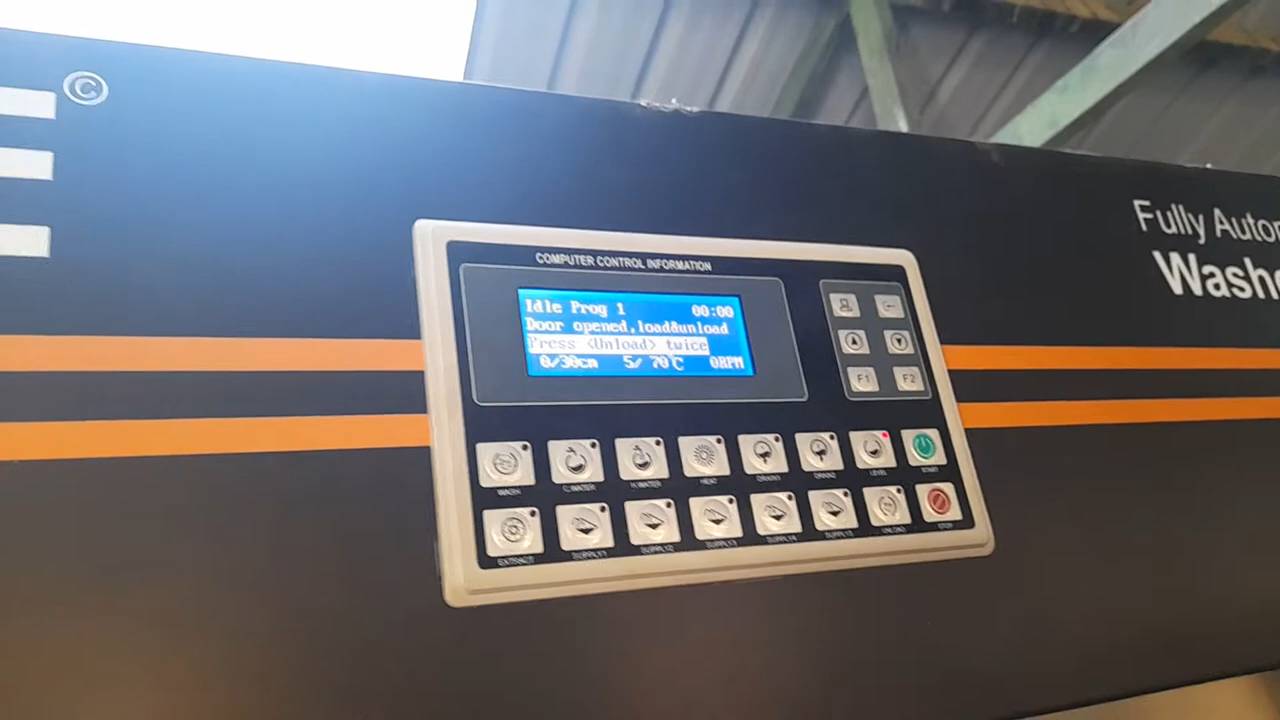 ©
Fully Autom
Washe
COMPUTER CONTROL INFORMATION
Idle Prog 1 00:00
Door opened,load&unload
Press <Unload> twice
0/30cm 5/ 70℃ 0RPM
F1 F2
WASH C.WATER H.WATER HEAT DRAIN1 DRAIN2 LEVEL START
EXTRACT SUPPLY1 SUPPLY2 SUPPLY3 SUPPLY4 SUPPLY5 UNLOAD STOP